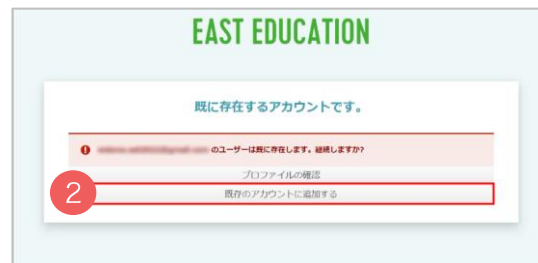 EAST EDUCATION
既に存在するアカウントです。
のユーザーは既に存在します。継続しますか?
プロファイルの確認
2
既存のアカウントに追加する